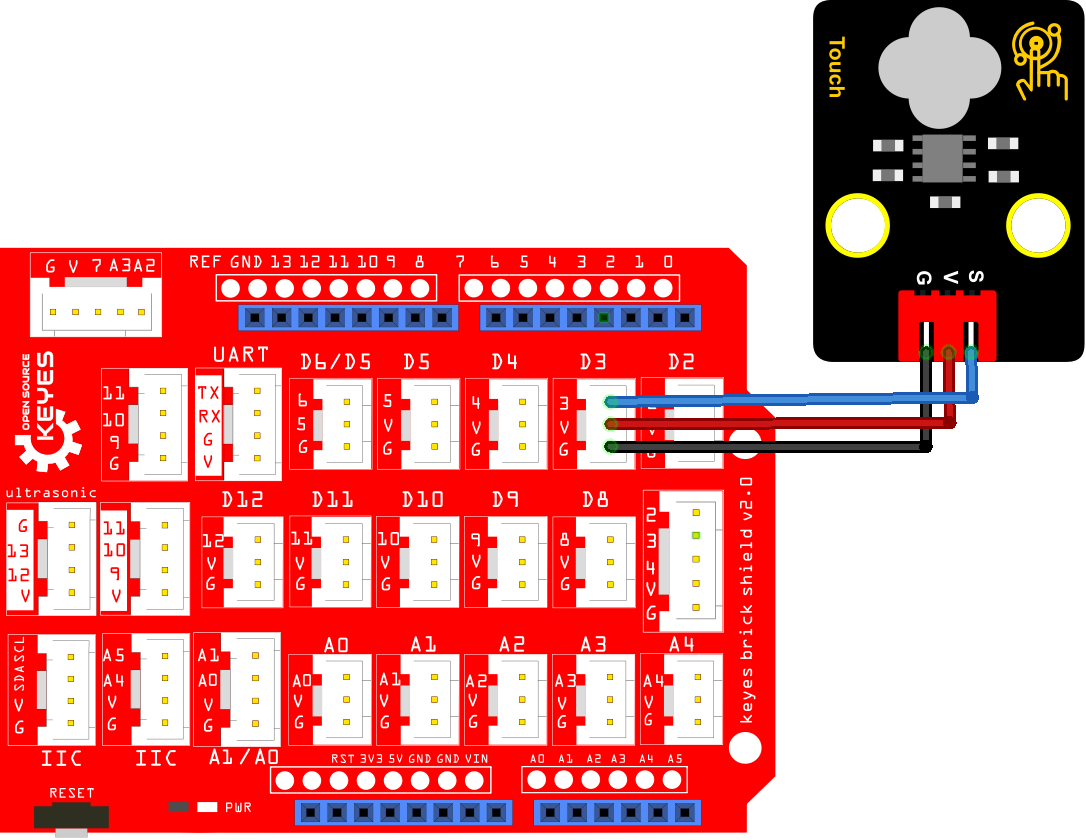 Touch
G V S
G V 7 A3 A2
REF GND 13 12 11 10 9 8 7 6 5 4 3 2 1 0
OPEN SOURCE
KEYES
UART
D6/D5 D5 D4 D3 D2
11
10
9
G
TX
RX
G
V
6
5
G
5
V
G
4
V
G
3
V
G
V
G
ultrasonic
G
13
12
V
11
10
9
V
D12 D11 D10 D9 D8
12
V
G
11
V
G
10
V
G
9
V
G
8
V
G
2
3
4
V
G
keyes brick shield v2.0
SCL
SDA
V
G
IIC
A5
A4
V
G
IIC
A1
A0
V
G
A1/A0
A0 A1 A2 A3 A4
A0
V
G
A1
V
G
A2
V
G
A3
V
G
A4
V
G
RST 3V3 5V GND GND VIN
A0 A1 A2 A3 A4 A5
RESET
PWR